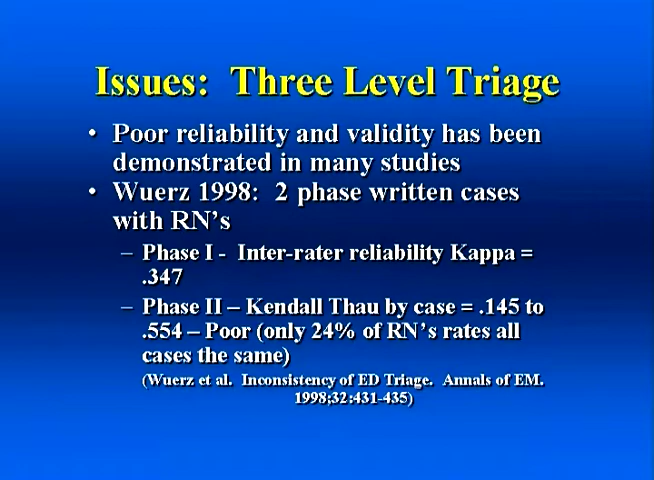 Issues: Three Level Triage
• Poor reliability and validity has been
demonstrated in many studies
• Wuerz 1998: 2 phase written cases
with RN's
– Phase I - Inter-rater reliability Kappa =
.347
– Phase II – Kendall Thau by case = .145 to
.554 – Poor (only 24% of RN's rates all
cases the same)
(Wuerz et al. Inconsistency of ED Triage. Annals of EM.
1998;32:431-435)